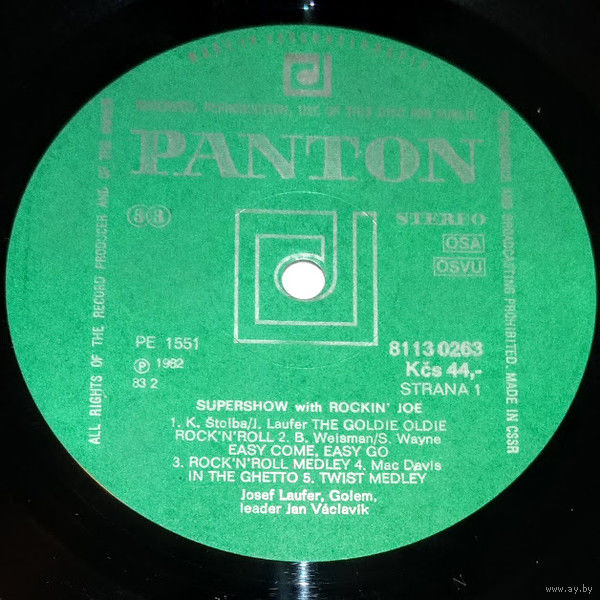 PANTON
STEREO
OSA
OSVU
PE 1551
Ⓟ 1982
83 2
8113 0263
Kčs 44,-
STRANA 1
SUPERSHOW with ROCKIN' JOE
1. K. Štolba/J. Laufer THE GOLDIE OLDIE
ROCK'N'ROLL 2. B. Weisman/S. Wayne
EASY COME, EASY GO
3. ROCK'N'ROLL MEDLEY 4. Mac Davis
IN THE GHETTO 5. TWIST MEDLEY
Josef Laufer, Golem,
leader Jan Václavík
ALL RIGHTS OF THE RECORD PRODUCER AND OF THE
AND BROADCASTING PROHIBITED. MADE IN CSSR
www.ay.by